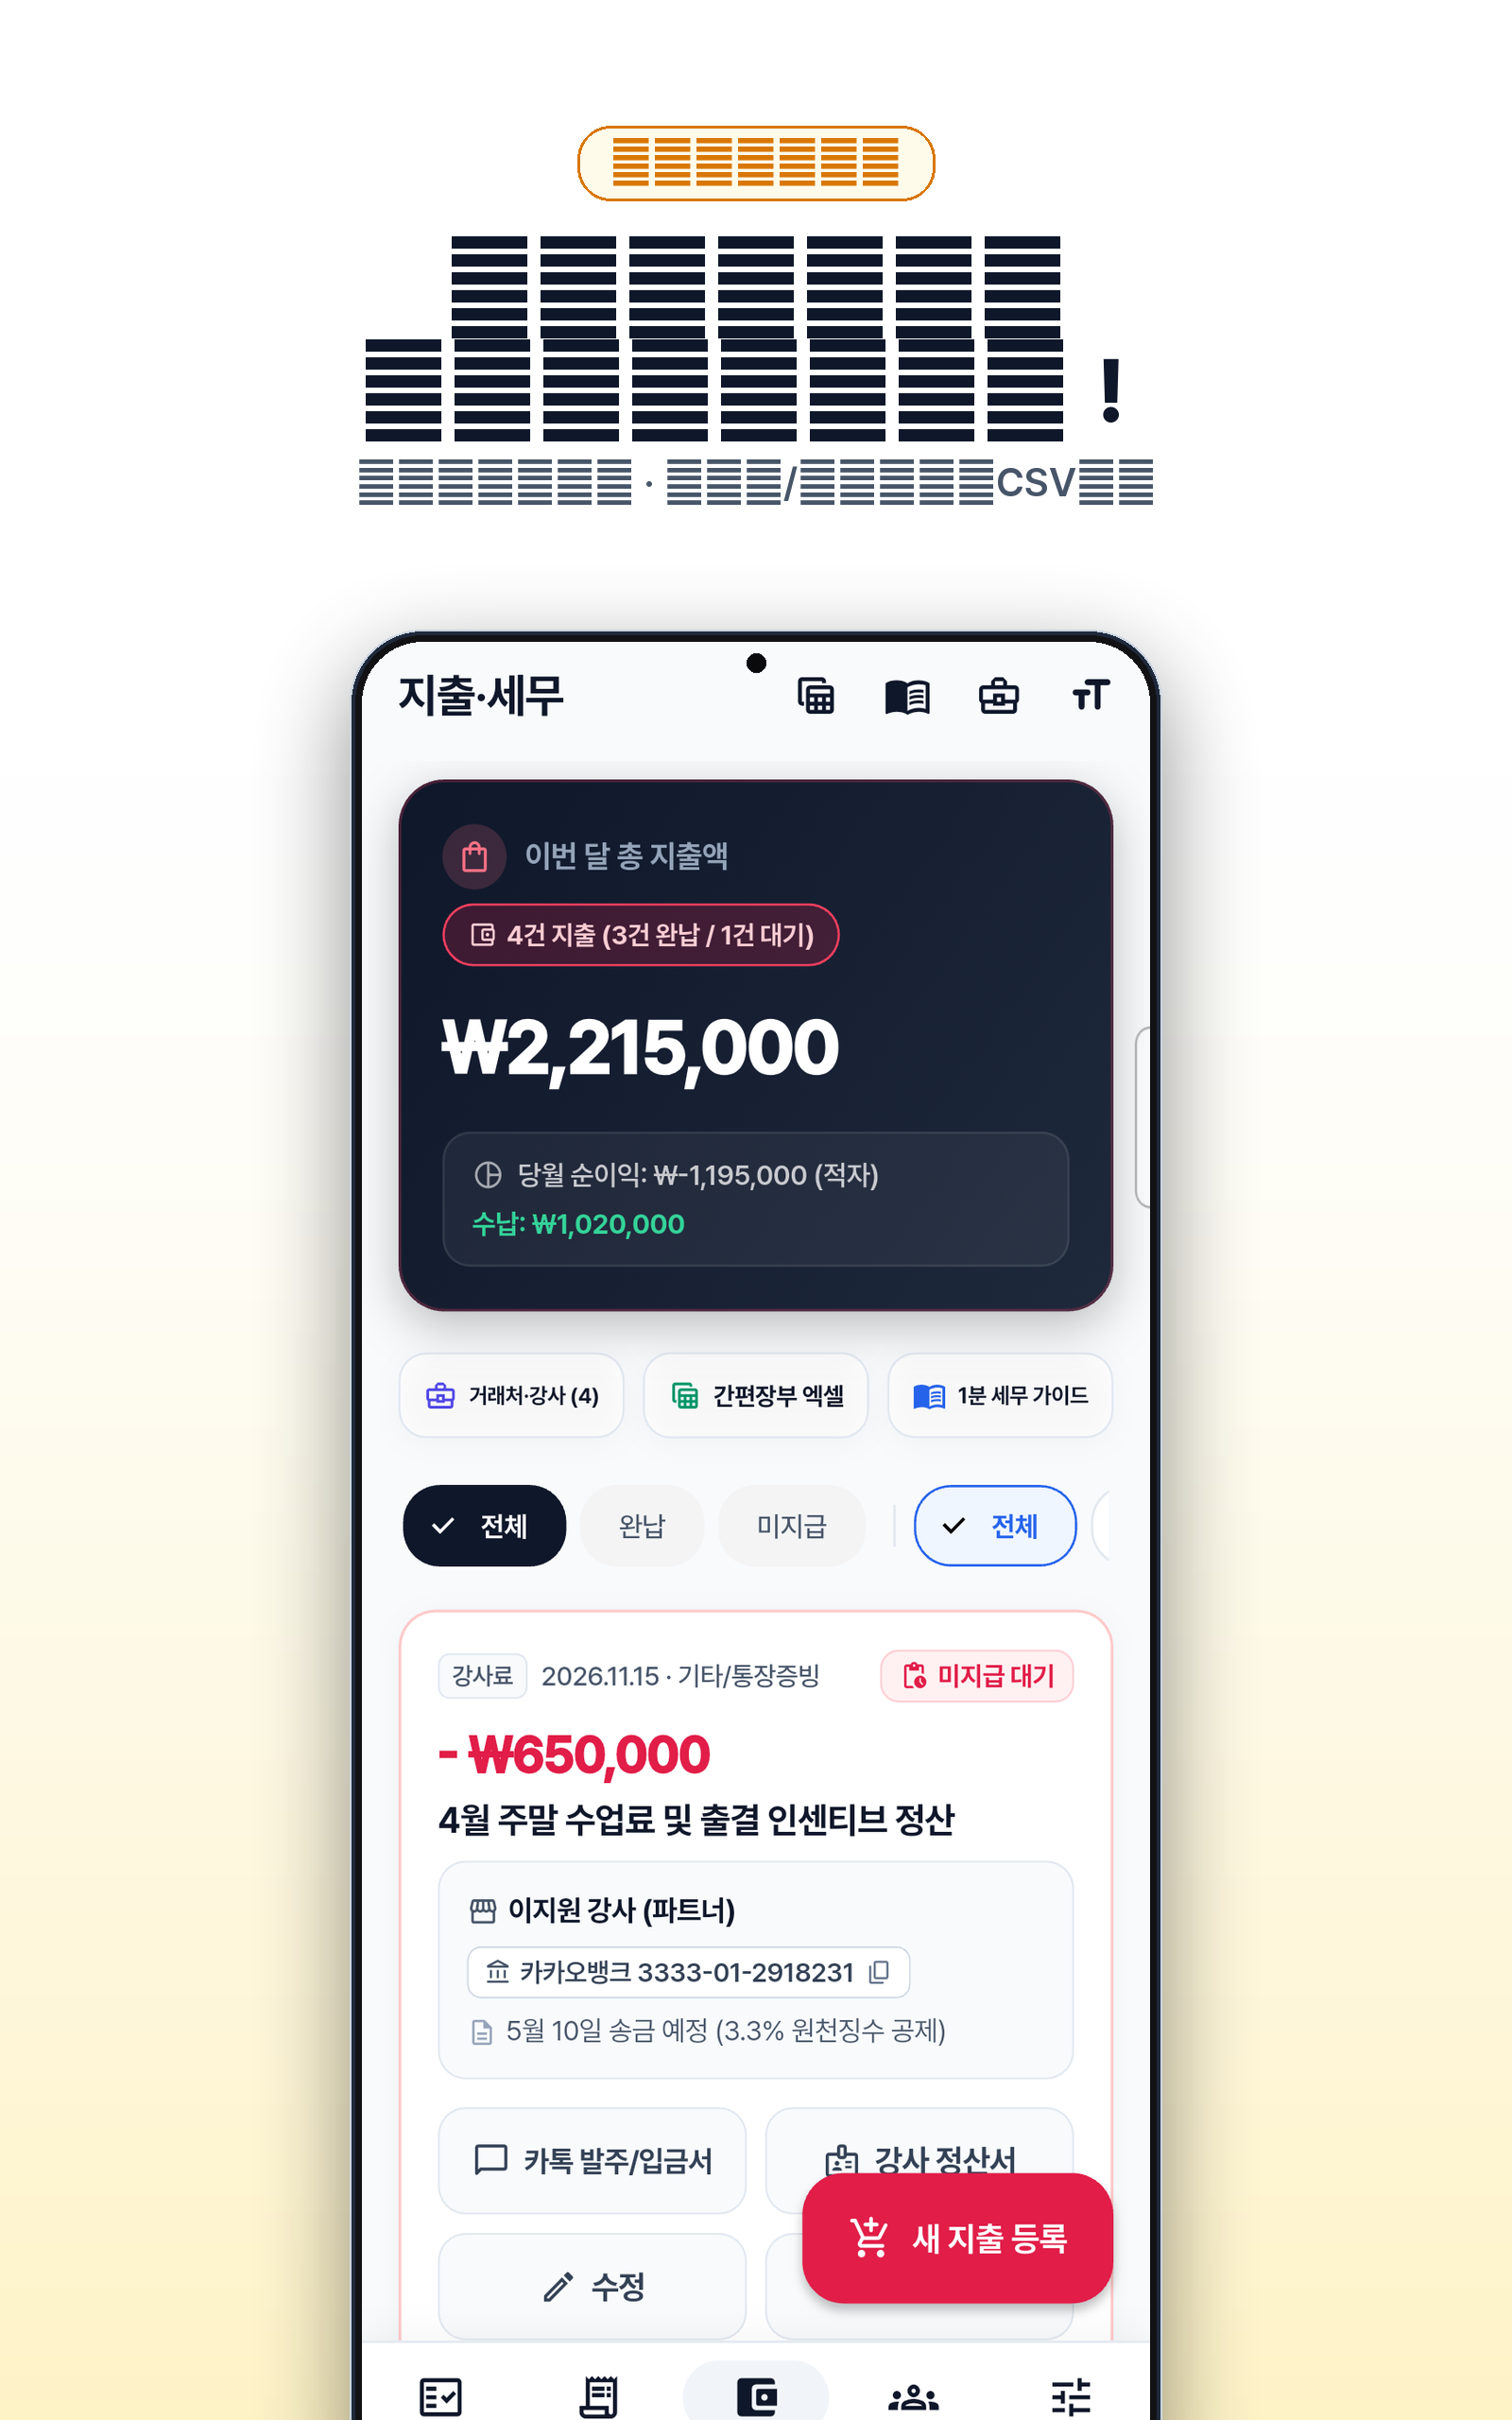 !
CSV
지출·세무
이번 달 총 지출액
4건 지출 (3건 완납 / 1건 대기)
₩2,215,000
당월 순이익: ₩-1,195,000 (적자)
수납: ₩1,020,000
거래처·강사 (4) 간편장부 엑셀 1분 세무 가이드
전체 완납 미지급 전체
강사료 2026.11.15 · 기타/통장증빙 미지급 대기
- ₩650,000
4월 주말 수업료 및 출결 인센티브 정산
이지원 강사 (파트너)
카카오뱅크 3333-01-2918231
5월 10일 송금 예정 (3.3% 원천징수 공제)
카톡 발주/입금서 강사 정산서
수정 새 지출 등록